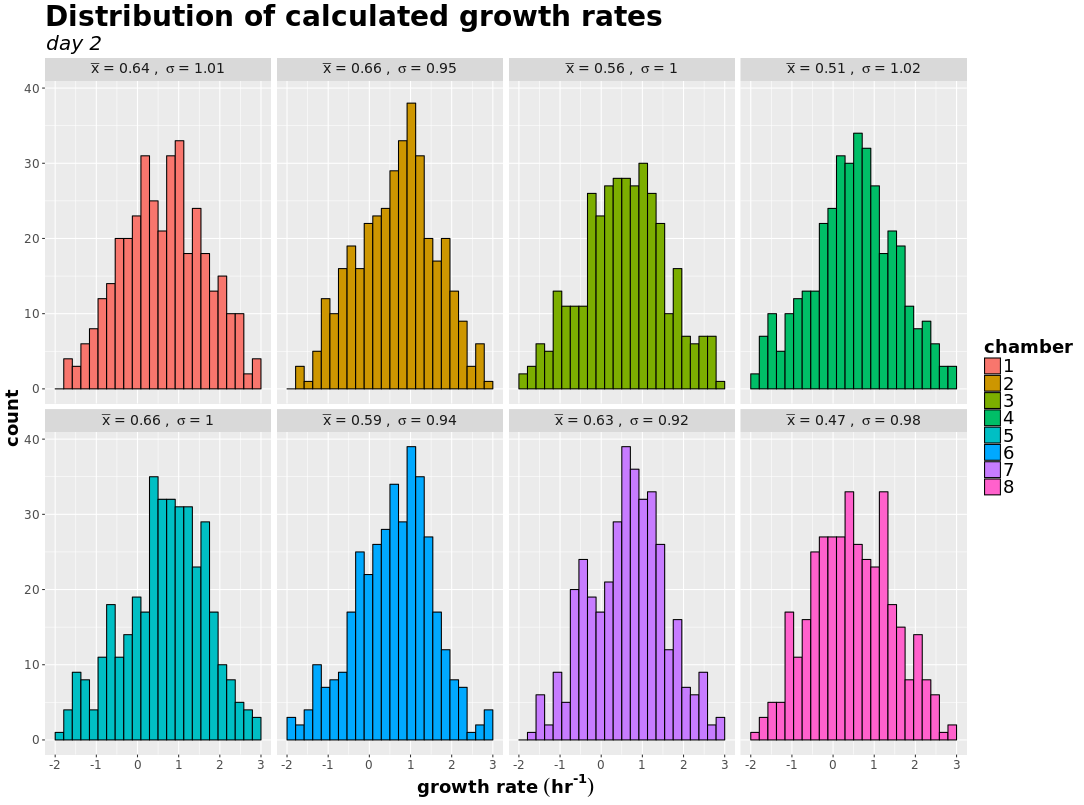 Distribution of calculated growth rates
day 2
x̅ = 0.64 , σ = 1.01
x̅ = 0.66 , σ = 0.95
x̅ = 0.56 , σ = 1
x̅ = 0.51 , σ = 1.02
40
30
20
10
0
x̅ = 0.66 , σ = 1
x̅ = 0.59 , σ = 0.94
x̅ = 0.63 , σ = 0.92
x̅ = 0.47 , σ = 0.98
40
30
20
10
0
-2 -1 0 1 2 3
-2 -1 0 1 2 3
-2 -1 0 1 2 3
-2 -1 0 1 2 3
count
growth rate (hr⁻¹)
chamber
1
2
3
4
5
6
7
8